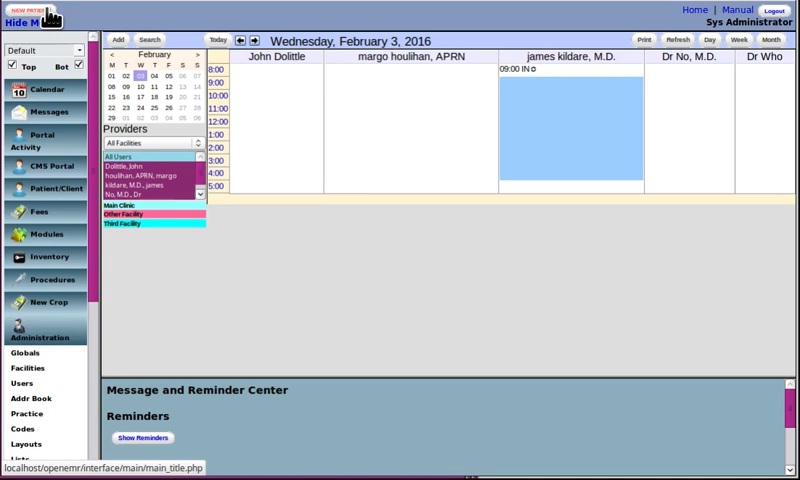 NEW PATIENT
Hide M
Home | Manual Logout
Sys Administrator
Default
Top Bot
Calendar
Messages
Portal
Activity
CMS Portal
Patient/Client
Fees
Modules
Inventory
Procedures
New Crop
Administration
Globals
Facilities
Users
Addr Book
Practice
Codes
Layouts
Lists
Add Search
< February >
M T W T F S S
01 02 03 04 05 06 07
08 09 10 11 12 13 14
15 16 17 18 19 20 21
22 23 24 25 26 27 28
29 01 02 03 04 05 06
Providers
All Facilities
All Users
Dolittle, John
houlihan, APRN, margo
kildare, M.D., james
No, M.D., Dr
Main Clinic
Other Facility
Third Facility
Today Wednesday, February 3, 2016 Print Refresh Day Week Month
John Dolittle margo houlihan, APRN james kildare, M.D. Dr No, M.D. Dr Who
8:00
9:00
10:00
11:00
12:00
1:00
2:00
3:00
4:00
5:00
09:00 IN
Message and Reminder Center
Reminders
Show Reminders
localhost/openemr/interface/main/main_title.php